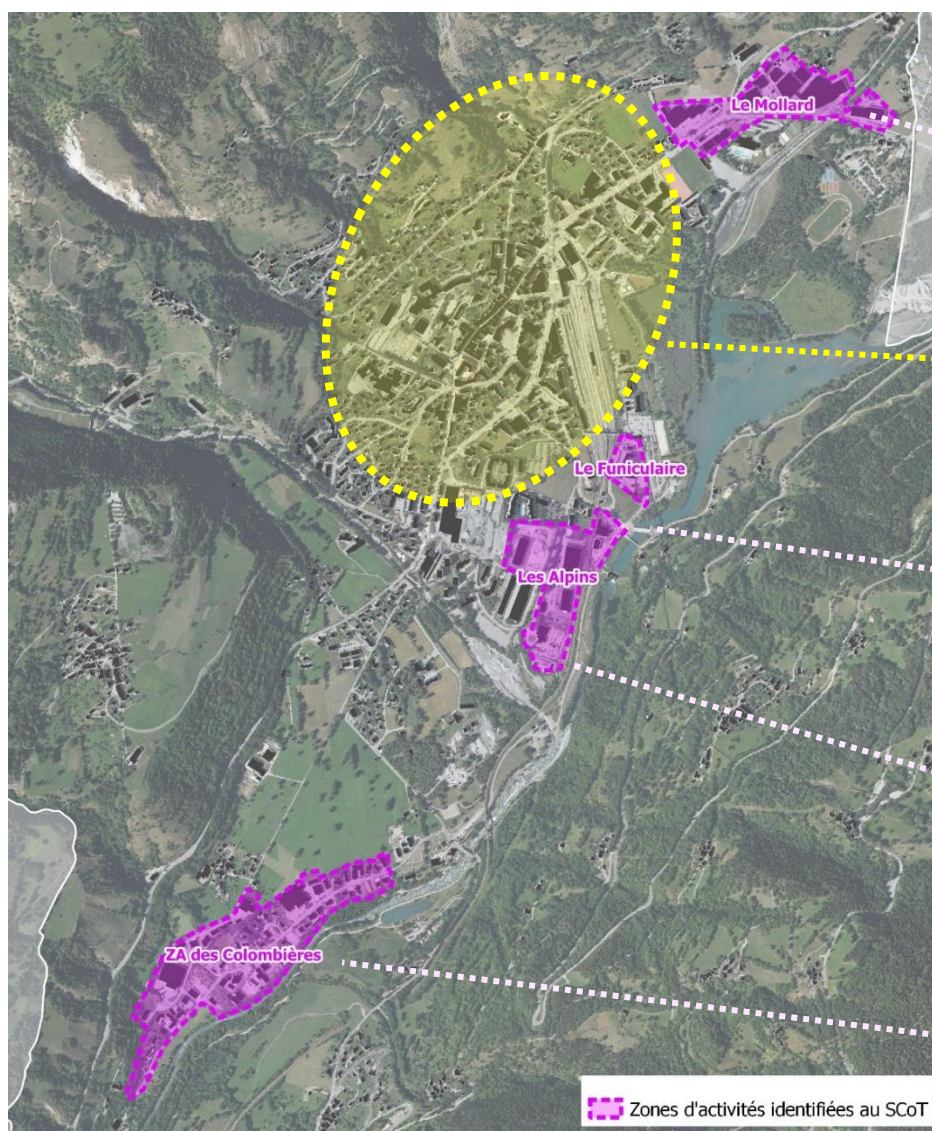 Le Mollard
Le Funiculaire
Les Alpins
ZA des Colombières
Zones d'activités identifiées au SCoT